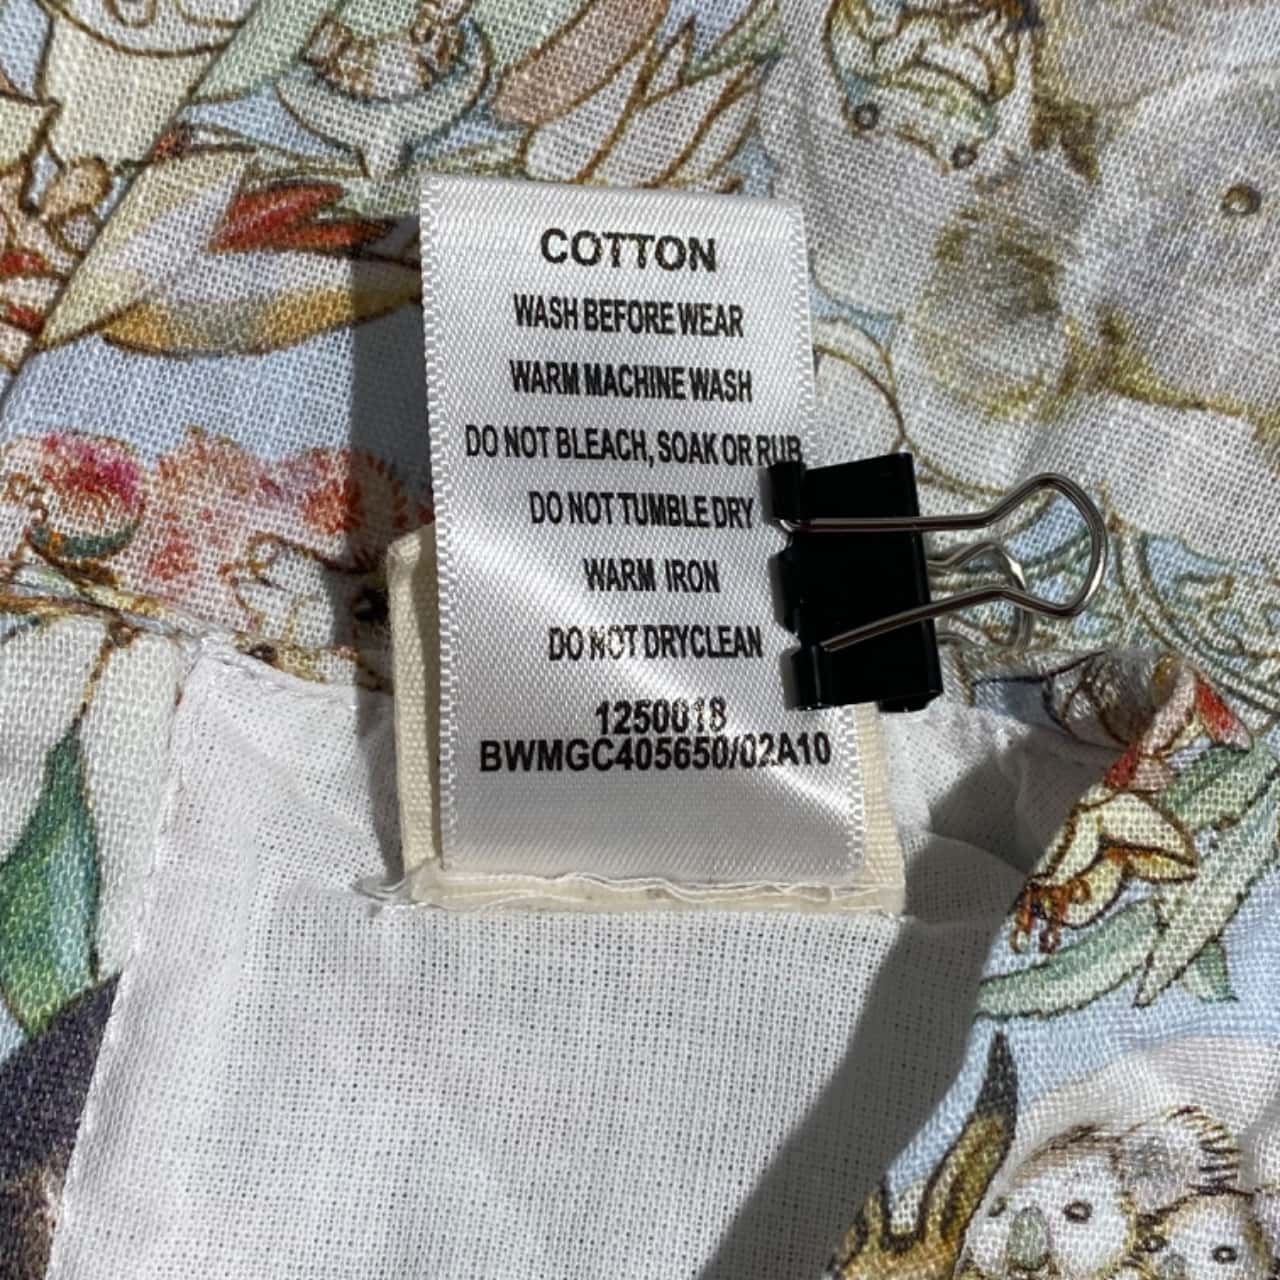 COTTON
WASH BEFORE WEAR
WARM MACHINE WASH
DO NOT BLEACH, SOAK OR RUB
DO NOT TUMBLE DRY
WARM IRON
DO NOT DRYCLEAN
1250018
BWMGC405650/02A10